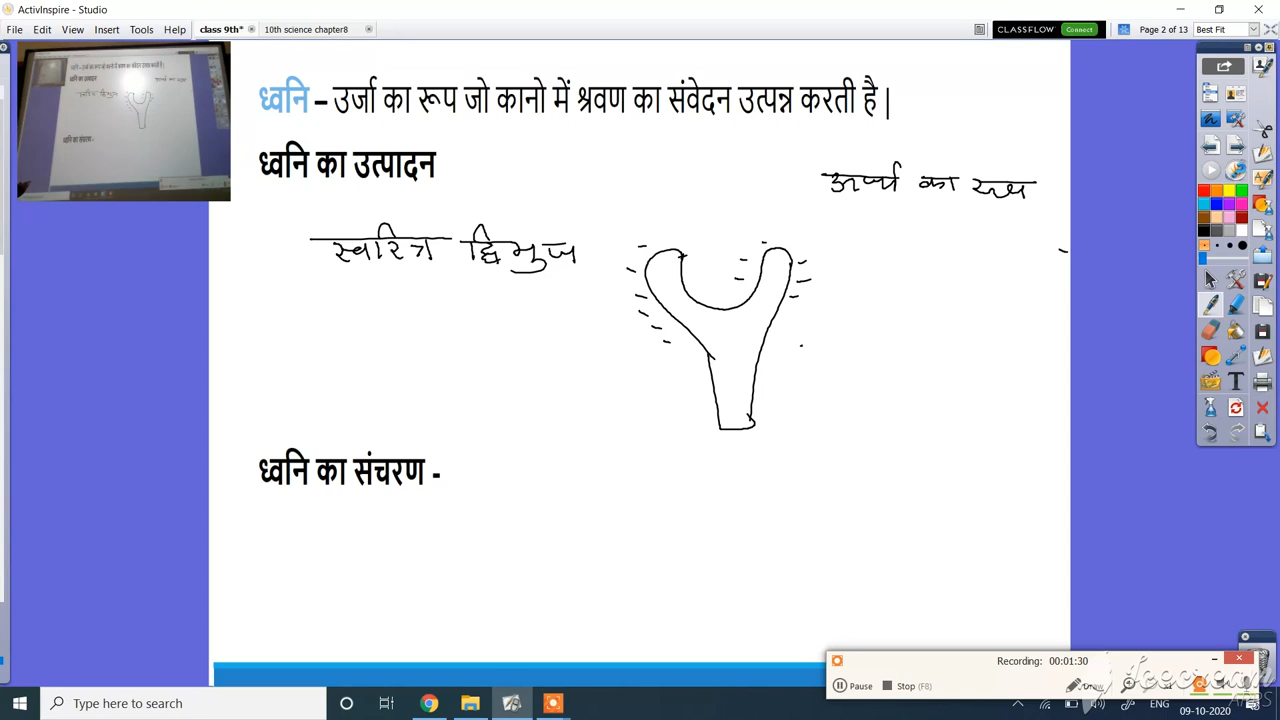 ActivInspire - Studio
File Edit View Insert Tools Help
class 9th* 10th science chapter8
CLASSFLOW Connect
Page 2 of 13 Best Fit
ध्वनि – उर्जा का रूप जो कानो में श्रवण का संवेदन उत्पन्न करती है |
ध्वनि का उत्पादन
ऊर्जा का रूप
स्वरित्र द्विभुज
ध्वनि का संचरण -
Recording: 00:01:30
Pause Stop (F8) Draw
Type here to search
ENG
09-10-2020